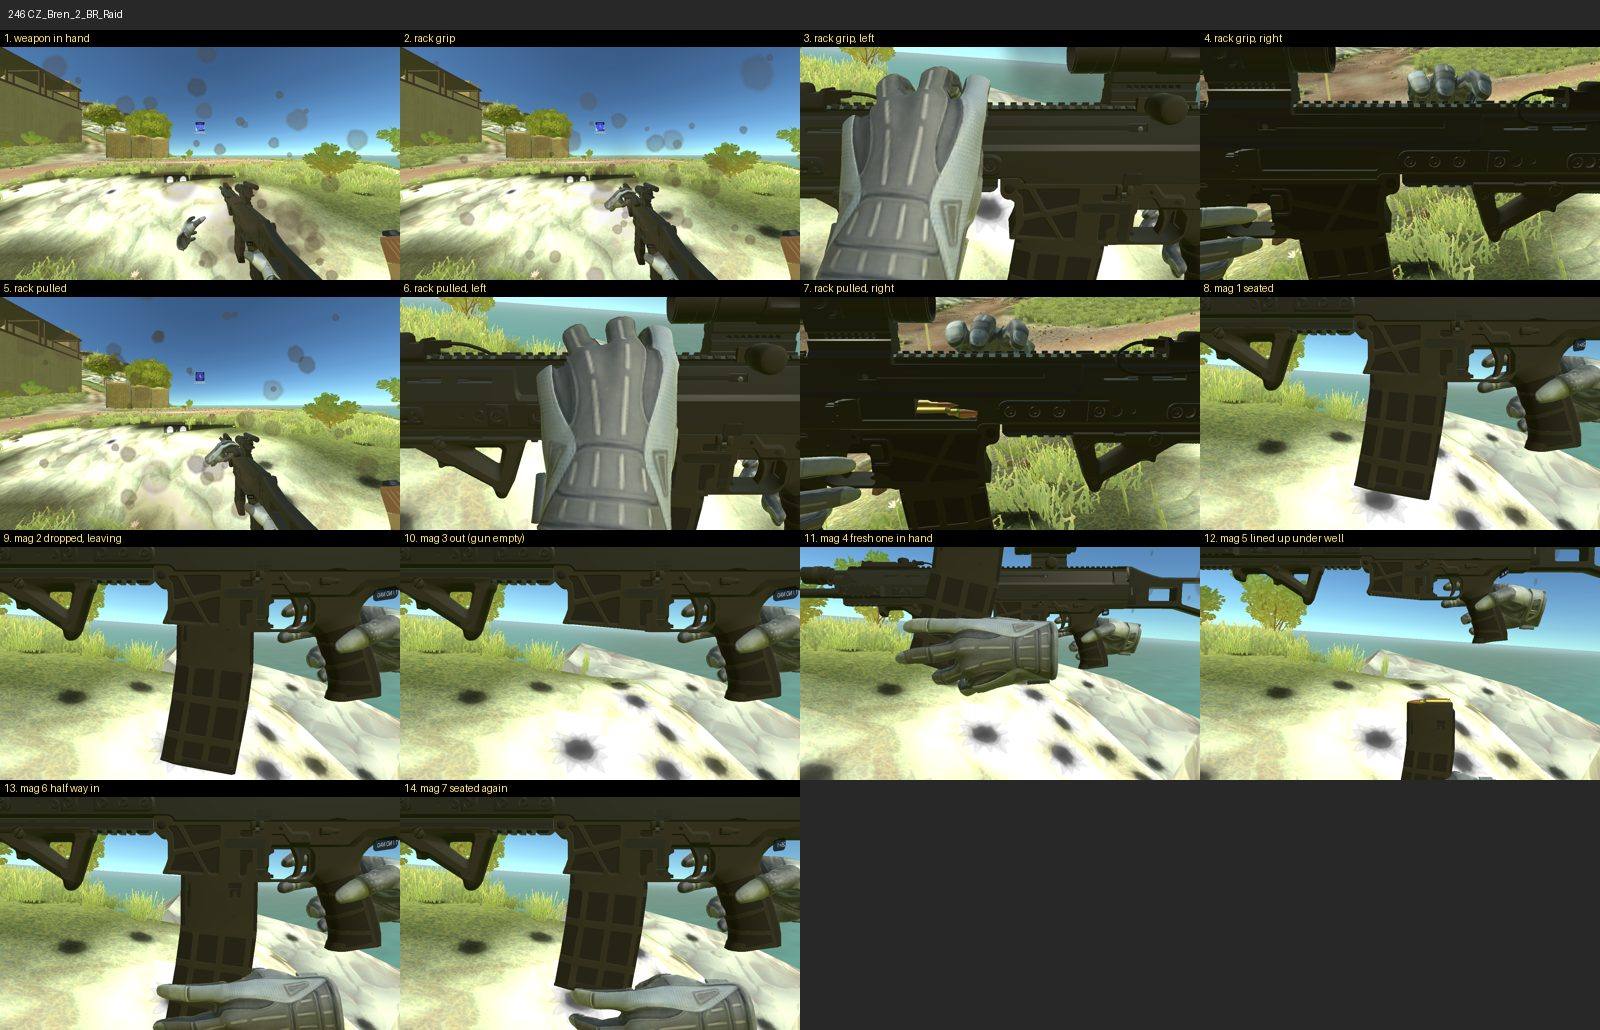 246 CZ_Bren_2_BR_Raid
1. weapon in hand
2. rack grip
3. rack grip, left
4. rack grip, right
5. rack pulled
6. rack pulled, left
7. rack pulled, right
8. mag 1 seated
9. mag 2 dropped, leaving
10. mag 3 out (gun empty)
11. mag 4 fresh one in hand
12. mag 5 lined up under well
13. mag 6 half way in
14. mag 7 seated again